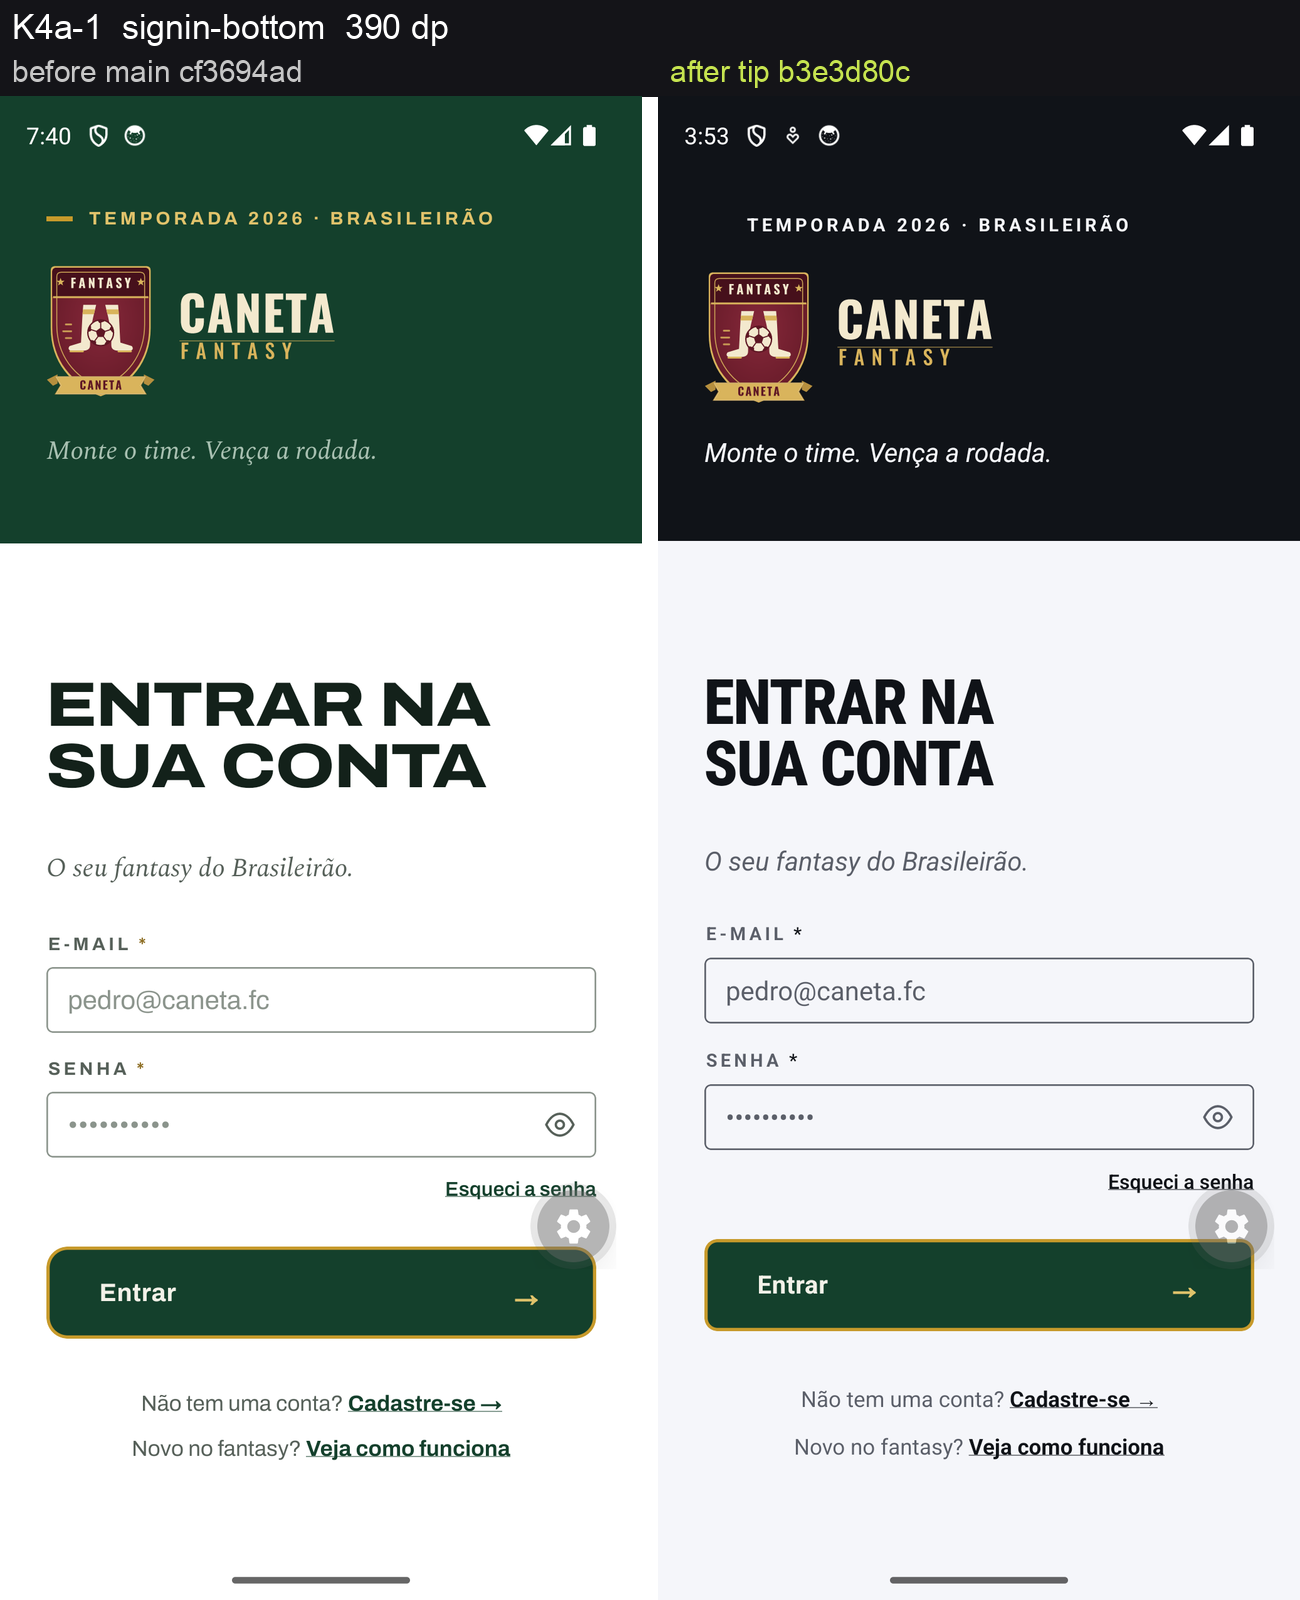 K4a-1 signin-bottom 390 dp
before main cf3694ad
after tip b3e3d80c
7:40
TEMPORADA 2026 · BRASILEIRÃO
FANTASY
CANETA
CANETA
FANTASY
Monte o time. Vença a rodada.
ENTRAR NA
SUA CONTA
O seu fantasy do Brasileirão.
E-MAIL *
pedro@caneta.fc
SENHA *
••••••••••
Esqueci a senha
Entrar →
Não tem uma conta? Cadastre-se →
Novo no fantasy? Veja como funciona
3:53
TEMPORADA 2026 · BRASILEIRÃO
FANTASY
CANETA
CANETA
FANTASY
Monte o time. Vença a rodada.
ENTRAR NA
SUA CONTA
O seu fantasy do Brasileirão.
E-MAIL *
pedro@caneta.fc
SENHA *
••••••••••
Esqueci a senha
Entrar →
Não tem uma conta? Cadastre-se →
Novo no fantasy? Veja como funciona